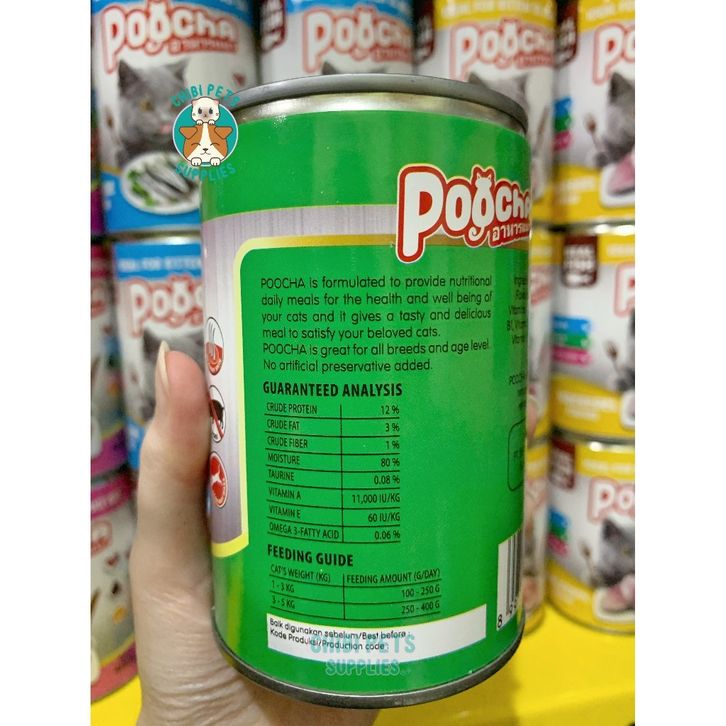 POOCHA
CHIBI PETS
SUPPLIES
POOCHA
POOCHA
อาหารแมว
POOCHA is formulated to provide nutritional
daily meals for the health and well being of
your cats and it gives a tasty and delicious
meal to satisfy your beloved cats.
POOCHA is great for all breeds and age level.
No artificial preservative added.
GUARANTEED ANALYSIS
CRUDE PROTEIN 12 %
CRUDE FAT 3 %
CRUDE FIBER 1 %
MOISTURE 80 %
TAURINE 0.08 %
VITAMIN A 11,000 IU/KG
VITAMIN E 60 IU/KG
OMEGA 3-FATTY ACID 0.06 %
FEEDING GUIDE
CAT'S WEIGHT (KG) FEEDING AMOUNT (G/DAY)
1 - 3 KG 100 - 250 G
3 - 5 KG 250 - 400 G
Baik digunakan sebelum/Best before :
Kode Produksi/Production code
CHIBI PETS
SUPPLIES